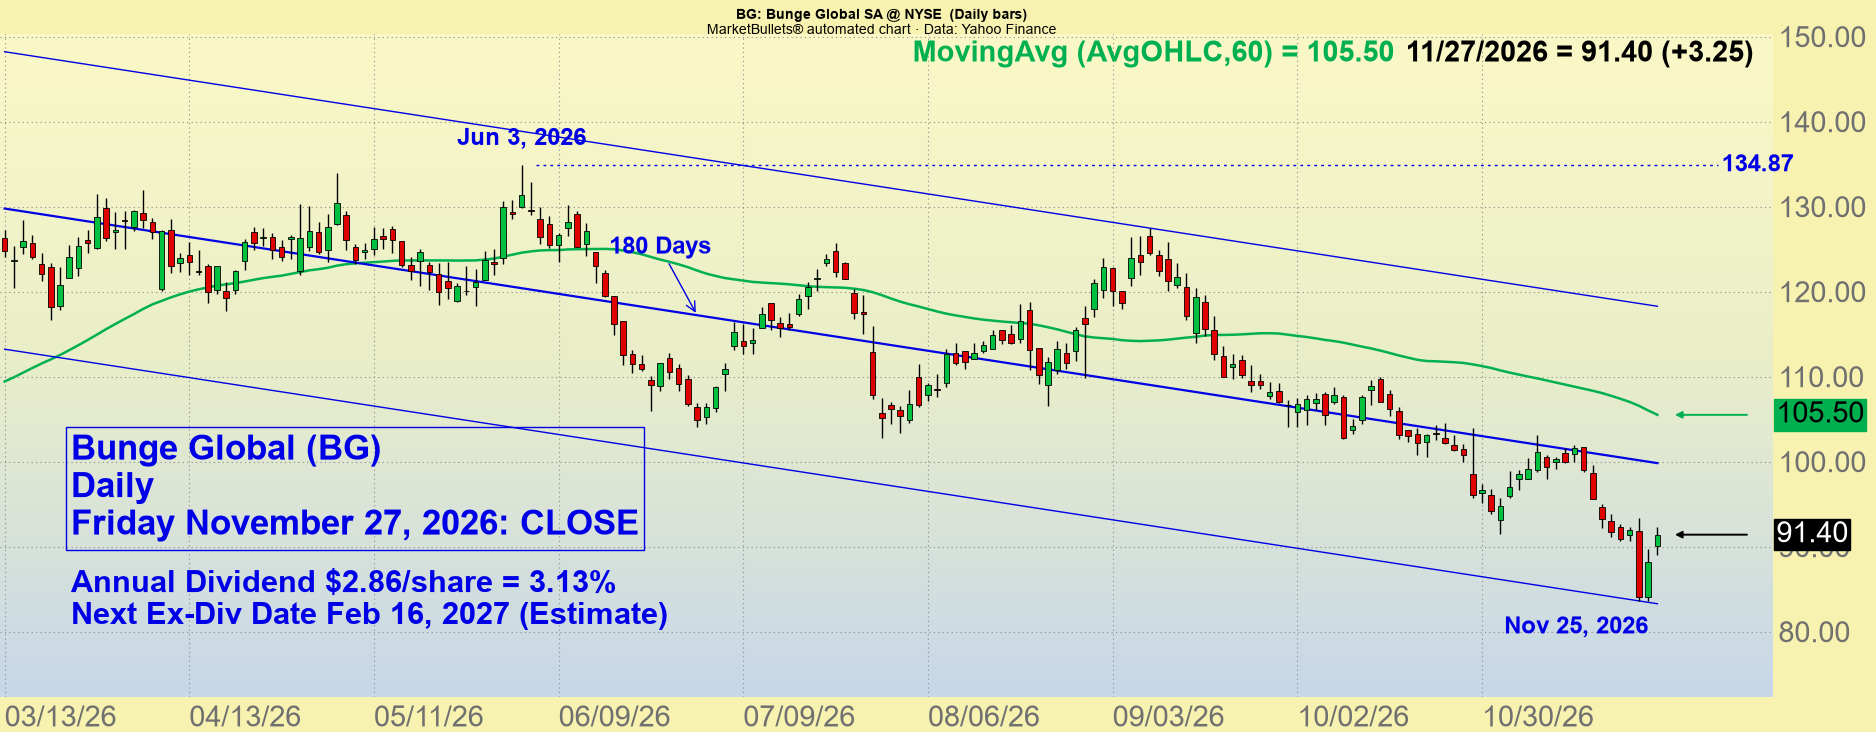 BG: Bunge Global SA @ NYSE (Daily bars)
MarketBullets® automated chart · Data: Yahoo Finance
MovingAvg (AvgOHLC,60) = 105.50 11/27/2026 = 91.40 (+3.25)
150.00
140.00
Jun 3, 2026
134.87
130.00
180 Days
120.00
110.00
105.50
100.00
Bunge Global (BG)
Daily
Friday November 27, 2026: CLOSE
91.40
90.00
Annual Dividend $2.86/share = 3.13%
Next Ex-Div Date Feb 16, 2027 (Estimate)
Nov 25, 2026
80.00
03/13/26 04/13/26 05/11/26 06/09/26 07/09/26 08/06/26 09/03/26 10/02/26 10/30/26